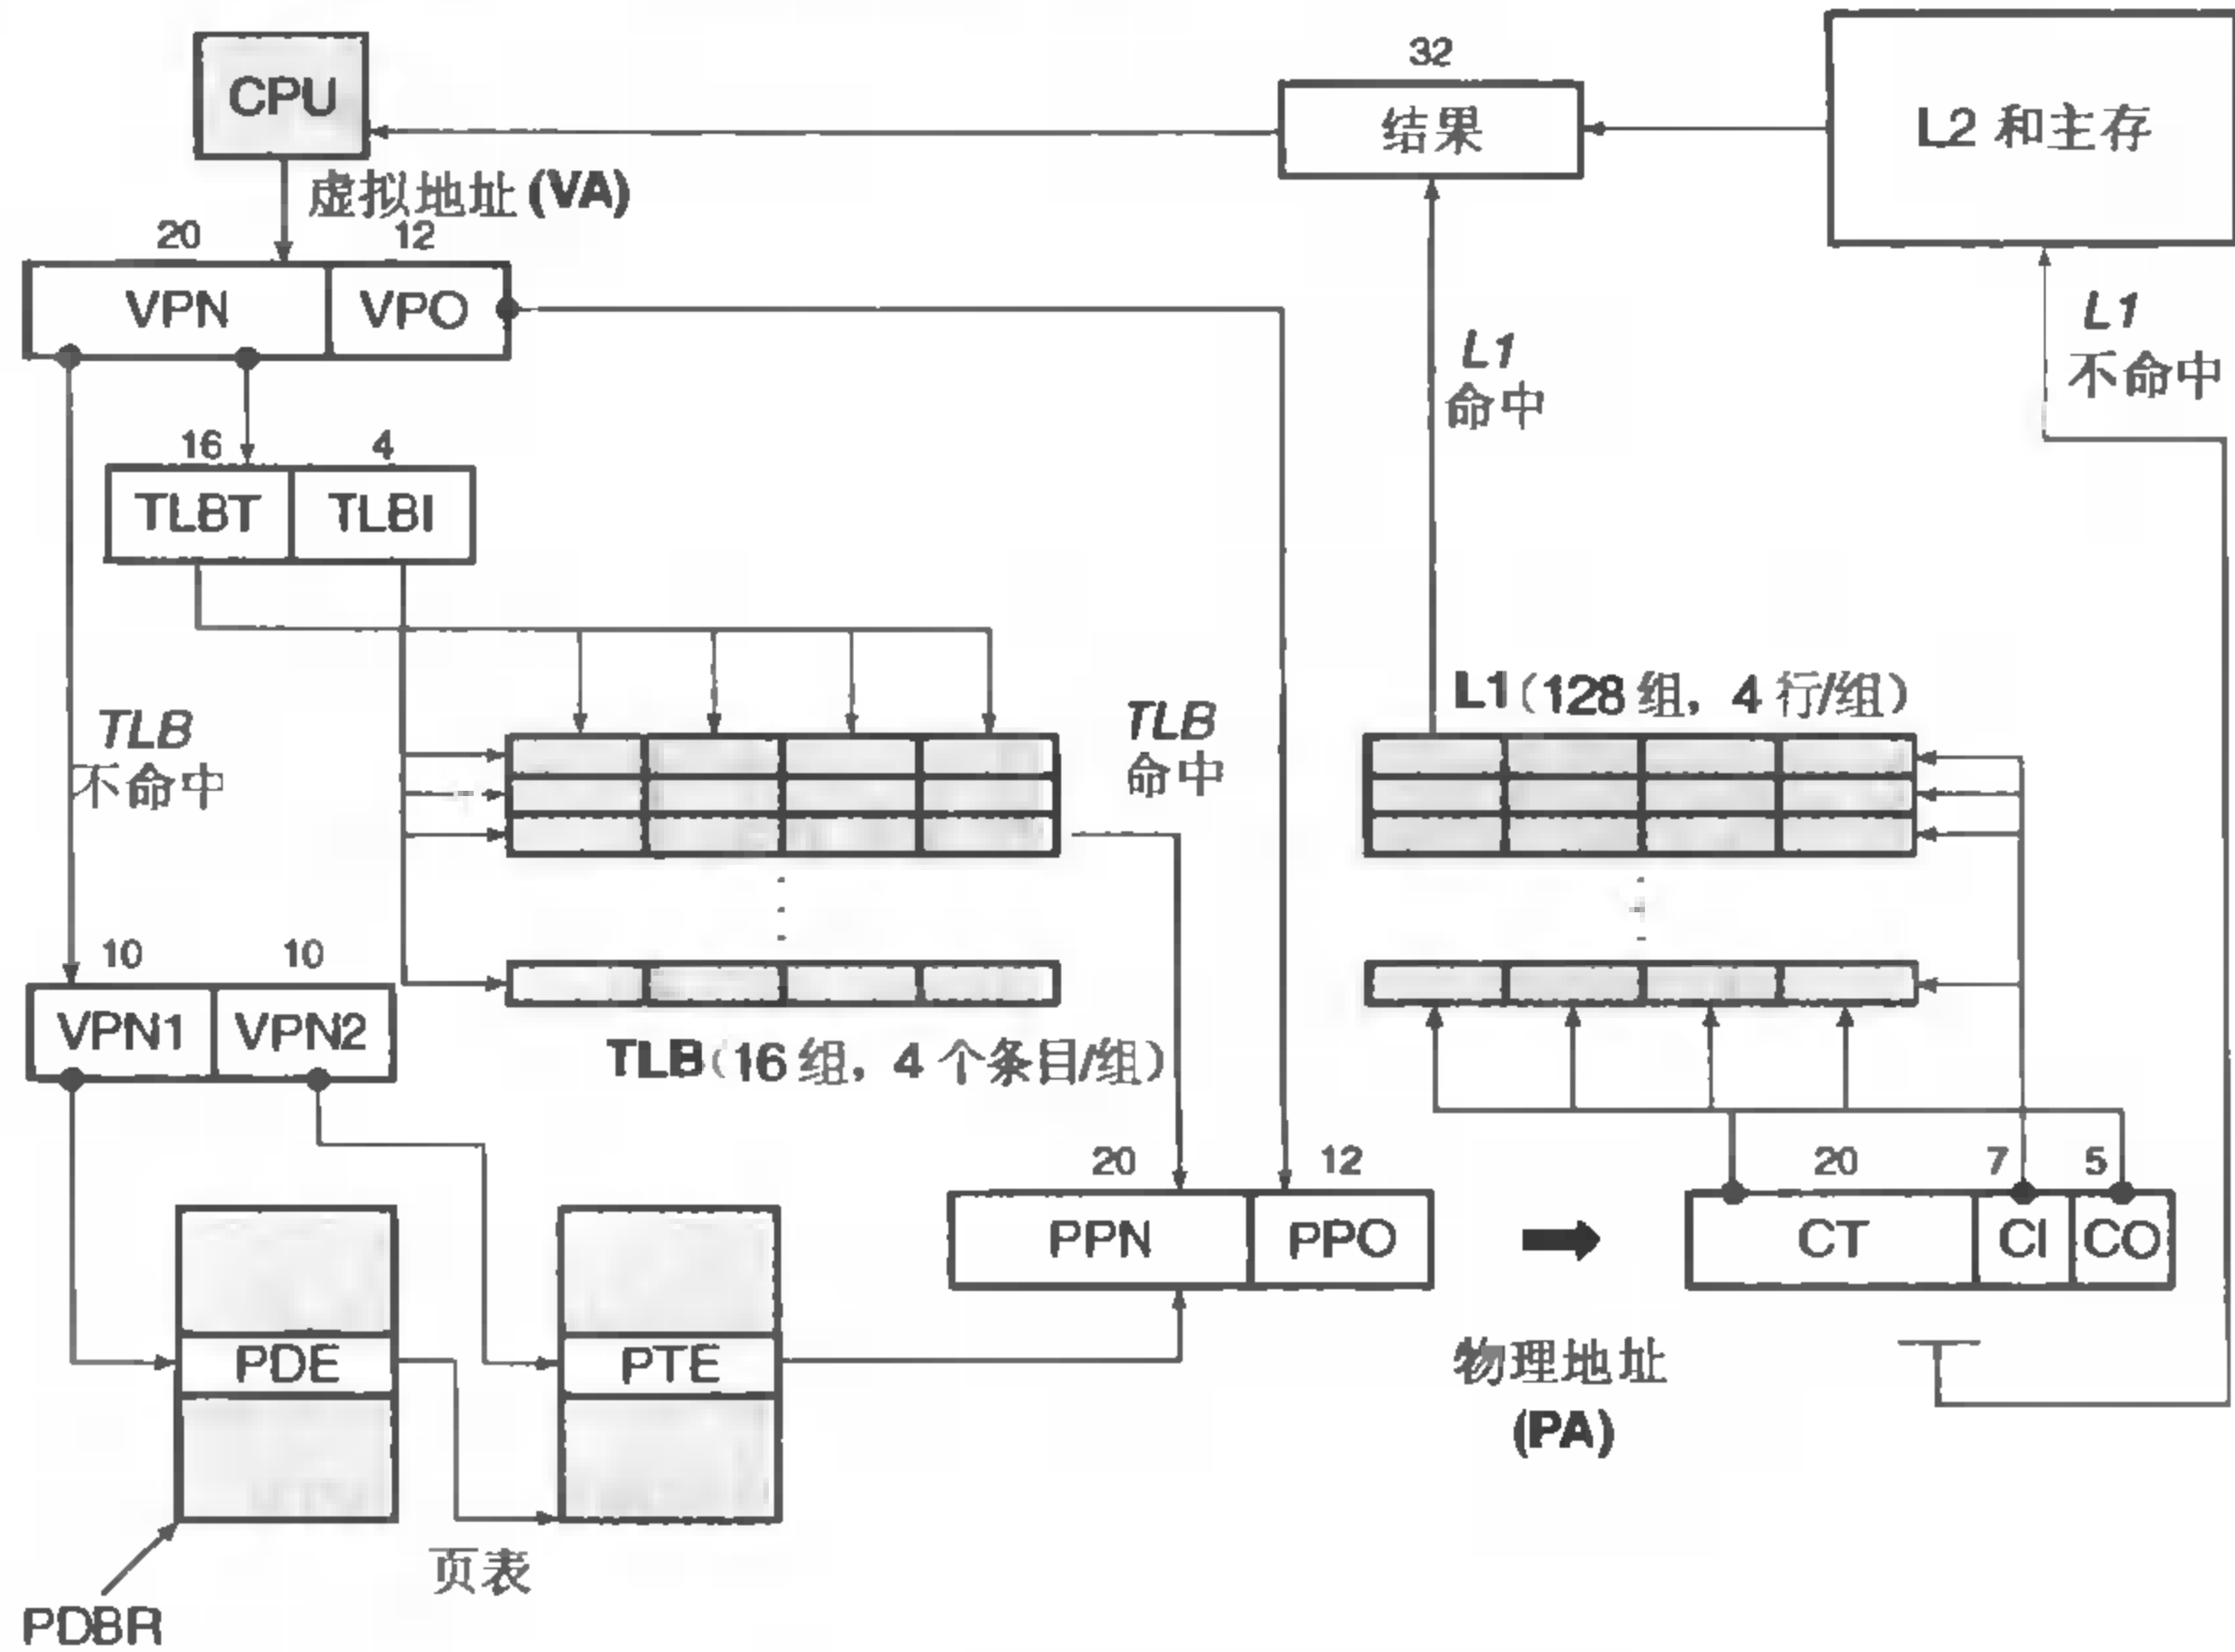 CPU
32
结果
L2 和主存
虚拟地址(VA)
20
12
VPN
VPO
L1
命中
L1
不命中
16
4
TLBT
TLBI
TLB
不命中
TLB
命中
L1(128 组，4 行/组)
10
10
VPN1
VPN2
TLB(16 组，4 个条目/组)
20
12
20
7
5
PPN
PPO
CT
CI
CO
PDE
PTE
物理地址
(PA)
页表
PDBR